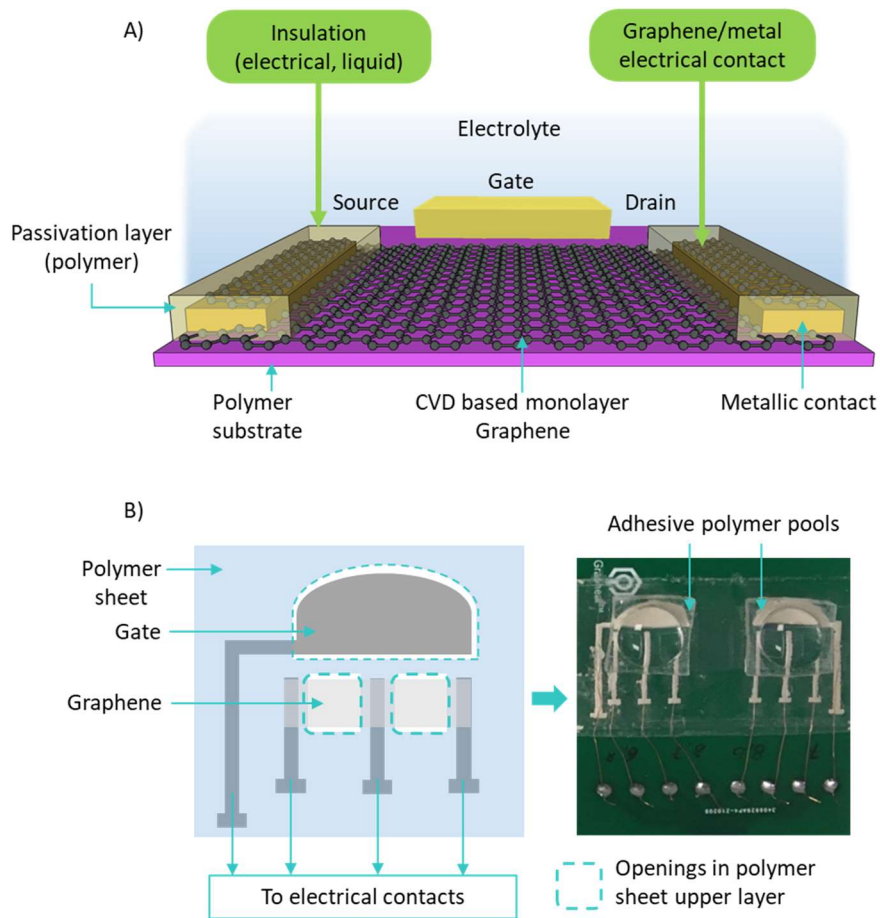 A)
Insulation
(electrical, liquid)
Graphene/metal
electrical contact
Electrolyte
Gate
Source
Drain
Passivation layer
(polymer)
Polymer
substrate
CVD based monolayer
Graphene
Metallic contact
B)
Adhesive polymer pools
Polymer
sheet
Gate
Graphene
To electrical contacts
Openings in polymer
sheet upper layer